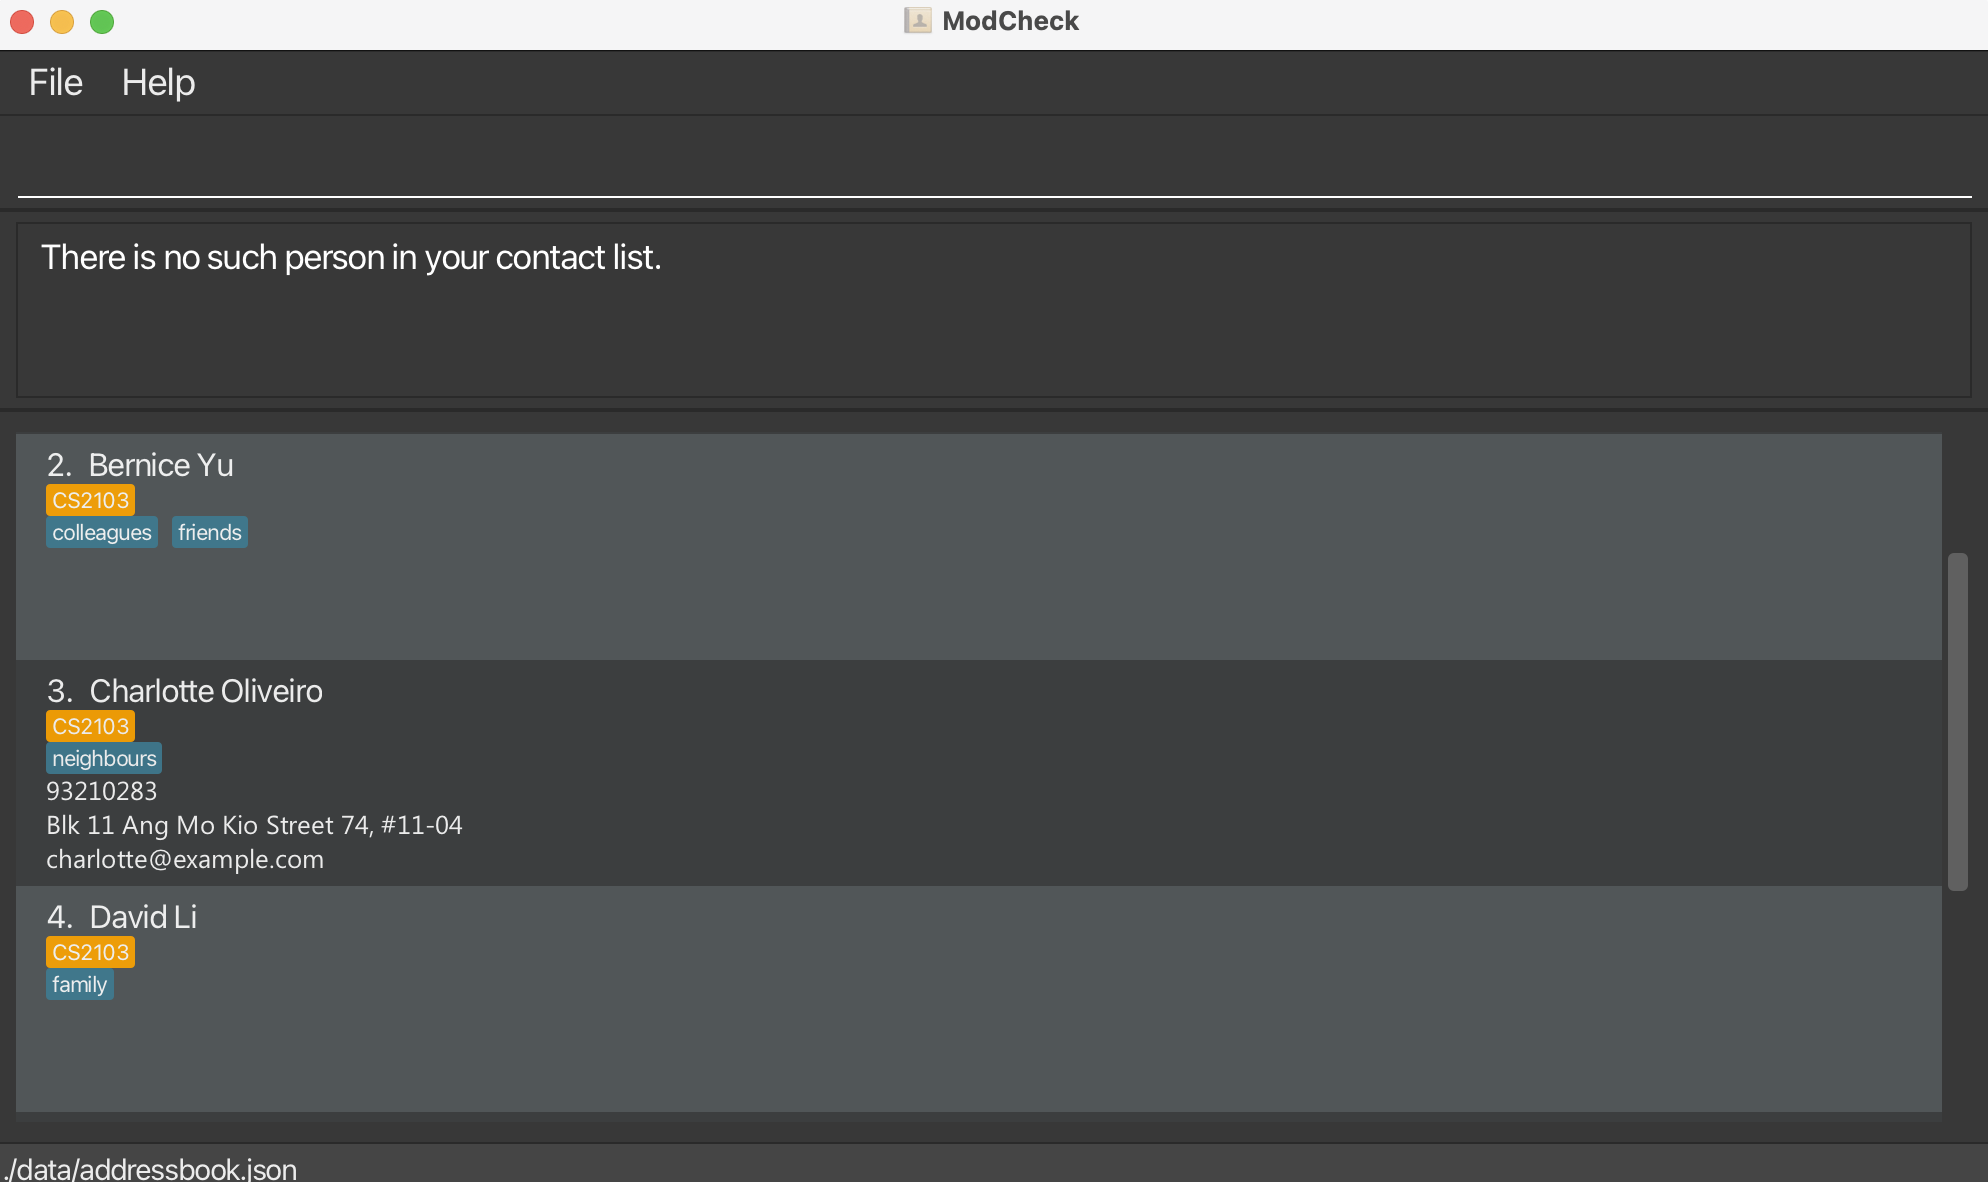 ModCheck
File Help
There is no such person in your contact list.
2. Bernice Yu
CS2103
colleagues friends
3. Charlotte Oliveiro
CS2103
neighbours
93210283
Blk 11 Ang Mo Kio Street 74, #11-04
charlotte@example.com
4. David Li
CS2103
family
./data/addressbook.json